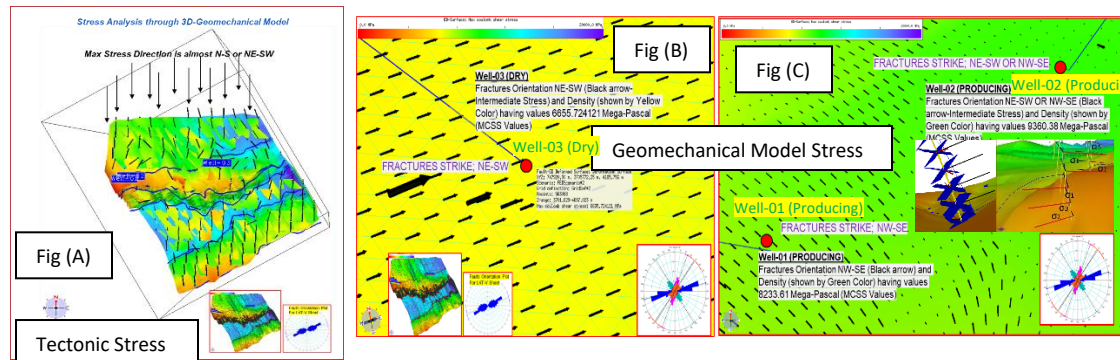 Stress Analysis through 3D-Geomechanical Model
Max Stress Direction is almost N-S or NE-SW
Fig (A)
Tectonic Stress
Fig (B)
Well-03 (DRY)
Fractures Orientation NE-SW (Black arrow-
Intermediate Stress) and Density (shown by Yellow
Color) having values 6655.724121 Mega-Pascal
(MCSS Values)
Well-03 (Dry)
FRACTURES STRIKE; NE-SW
Geomechanical Model Stress
Fig (C)
FRACTURES STRIKE; NE-SW OR NW-SE
Well-02 (Produci
Well-02 (PRODUCING)
Fractures Orientation NE-SW OR NW-SE (Black
arrow-Intermediate Stress) and Density (shown by
Green Color) having values 9360.38 Mega-Pascal
(MCSS Values)
Well-01 (Producing)
FRACTURES STRIKE; NW-SE
Well-01 (PRODUCING)
Fractures Orientation NW-SE (Black arrow) and
Density (shown by Green Color) having values
8233.61 Mega-Pascal (MCSS Values)